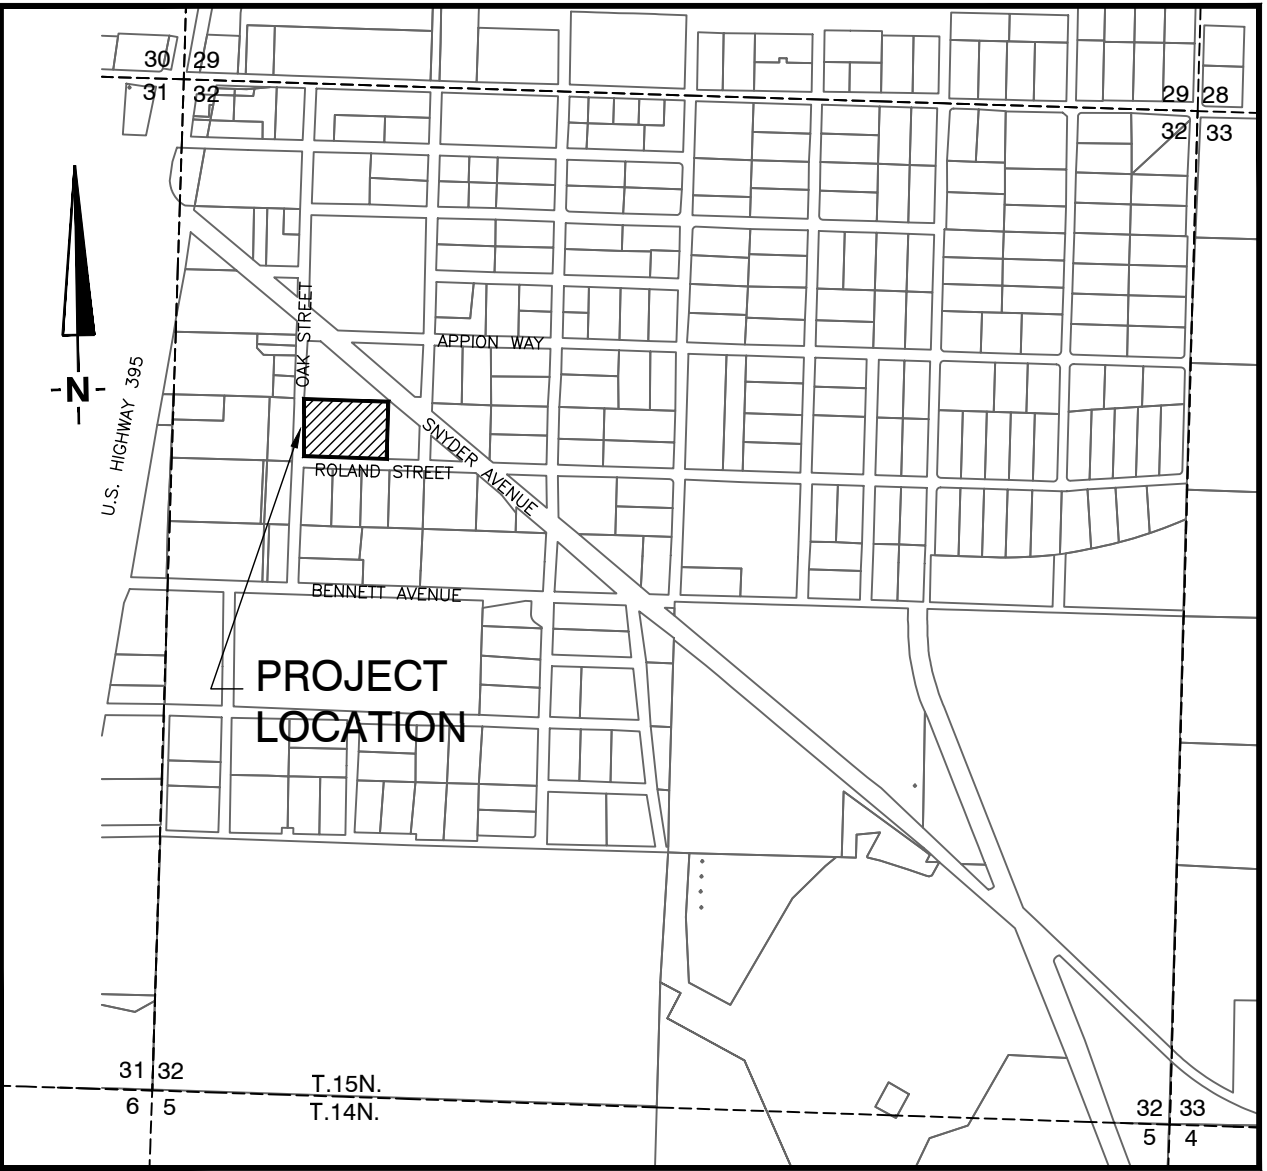 30 29
31 32
29 28
32 33
OAK STREET
APPION WAY
N
U.S. HIGHWAY 395
SNYDER AVENUE
ROLAND STREET
BENNETT AVENUE
PROJECT
LOCATION
31 32
6 5
T.15N.
T.14N.
32 33
5 4